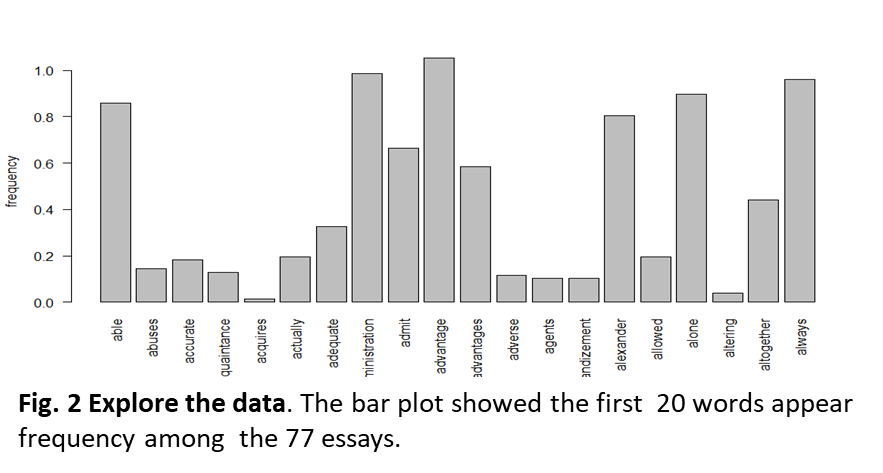 1.0
0.8
0.6
0.4
0.2
0.0
frequency
able
abuses
accurate
quaintance
acquires
actually
adequate
ministration
admit
advantage
advantages
adverse
agents
andizement
alexander
allowed
alone
altering
altogether
always
Fig. 2 Explore the data. The bar plot showed the first 20 words appear
frequency among the 77 essays.